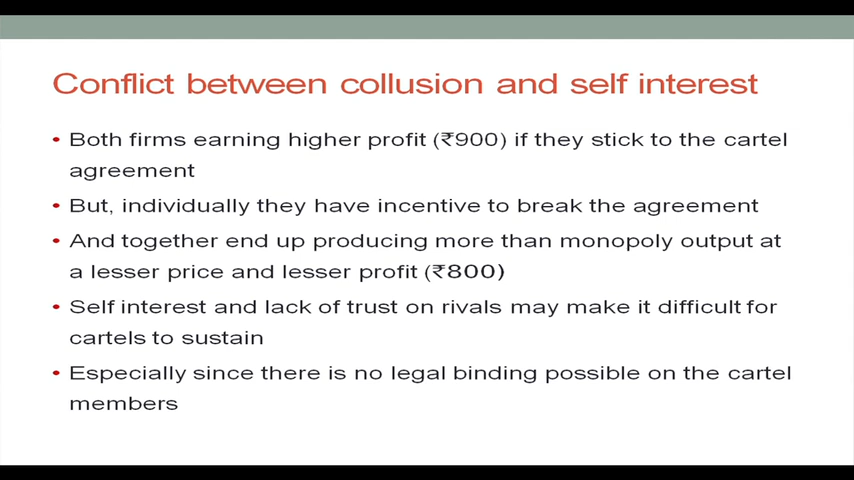 Conflict between collusion and self interest
• Both firms earning higher profit (₹900) if they stick to the cartel
agreement
• But, individually they have incentive to break the agreement
• And together end up producing more than monopoly output at
a lesser price and lesser profit (₹800)
• Self interest and lack of trust on rivals may make it difficult for
cartels to sustain
• Especially since there is no legal binding possible on the cartel
members